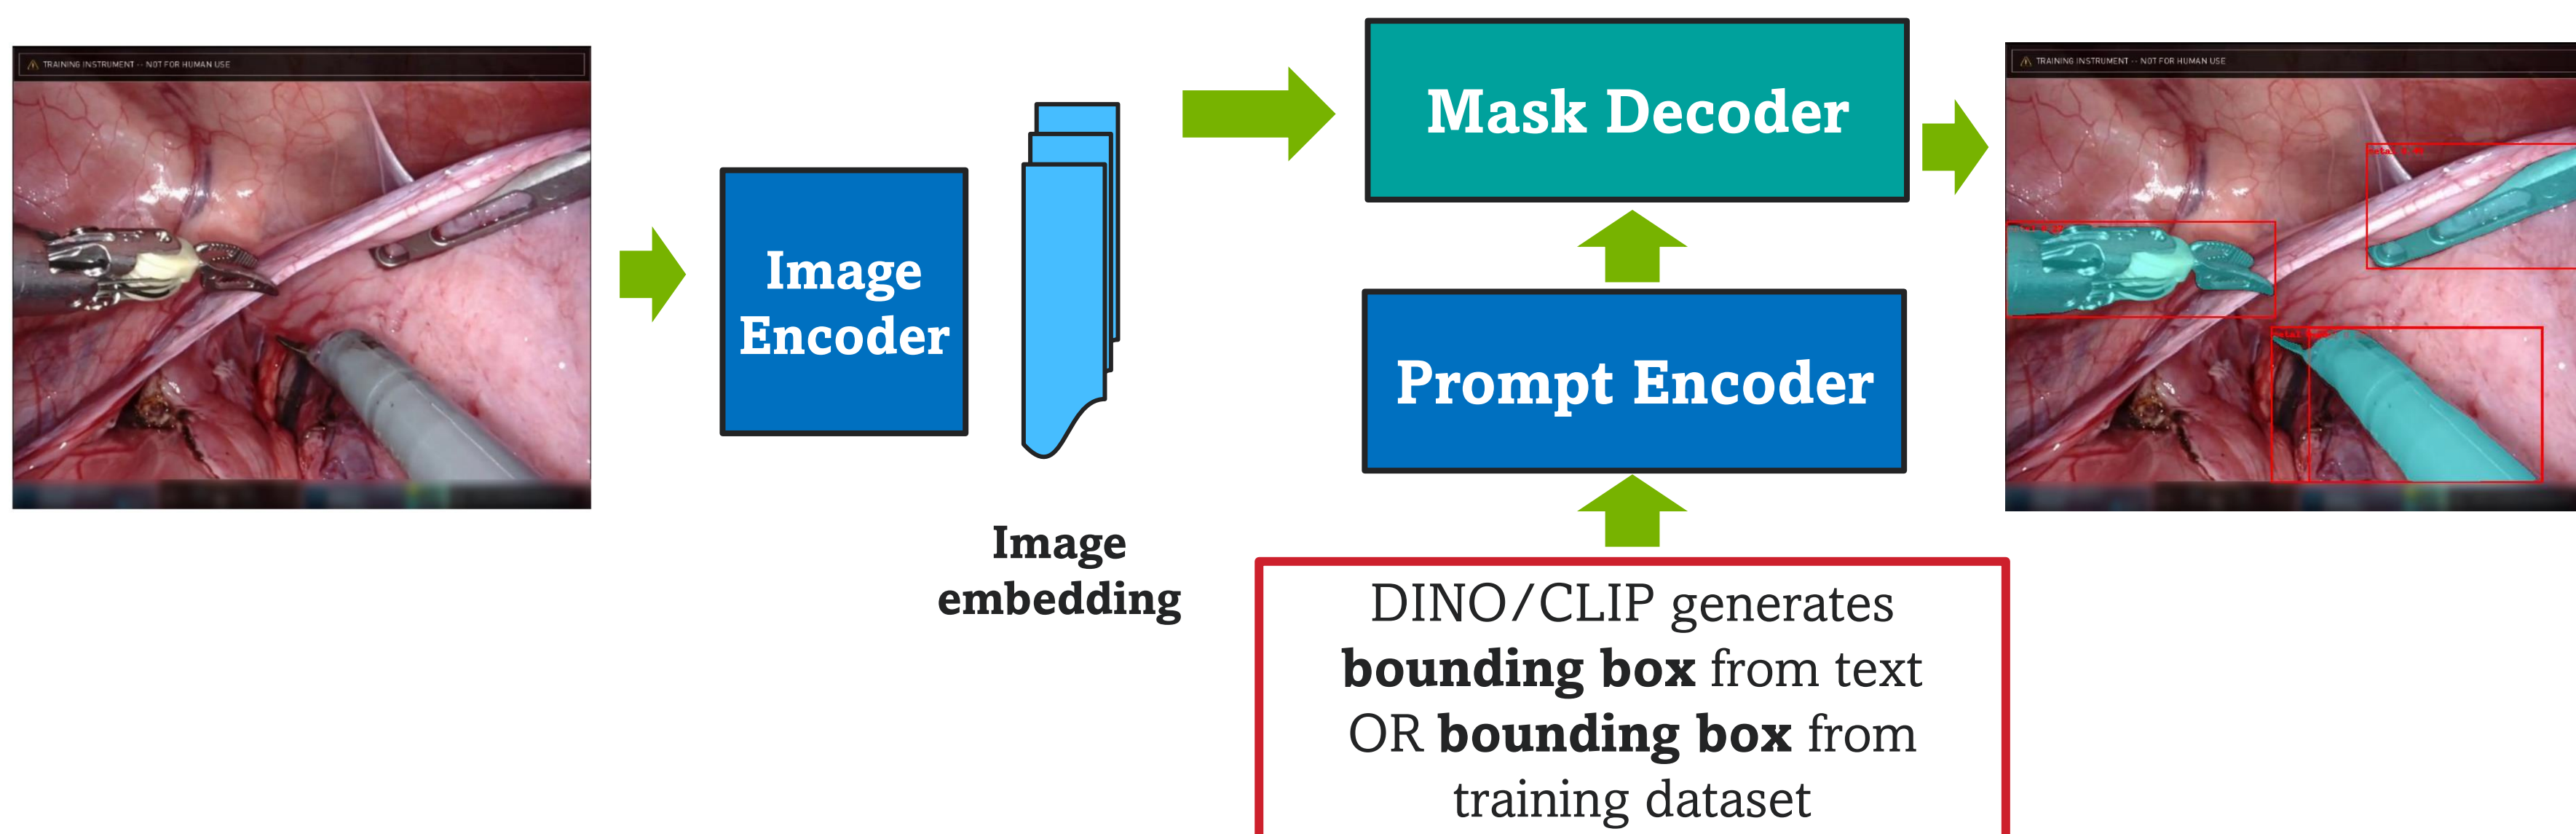 TRAINING INSTRUMENT -- NOT FOR HUMAN USE
Image
Encoder
Image
embedding
Mask Decoder
Prompt Encoder
DINO/CLIP generates
bounding box from text
OR bounding box from
training dataset
TRAINING INSTRUMENT -- NOT FOR HUMAN USE